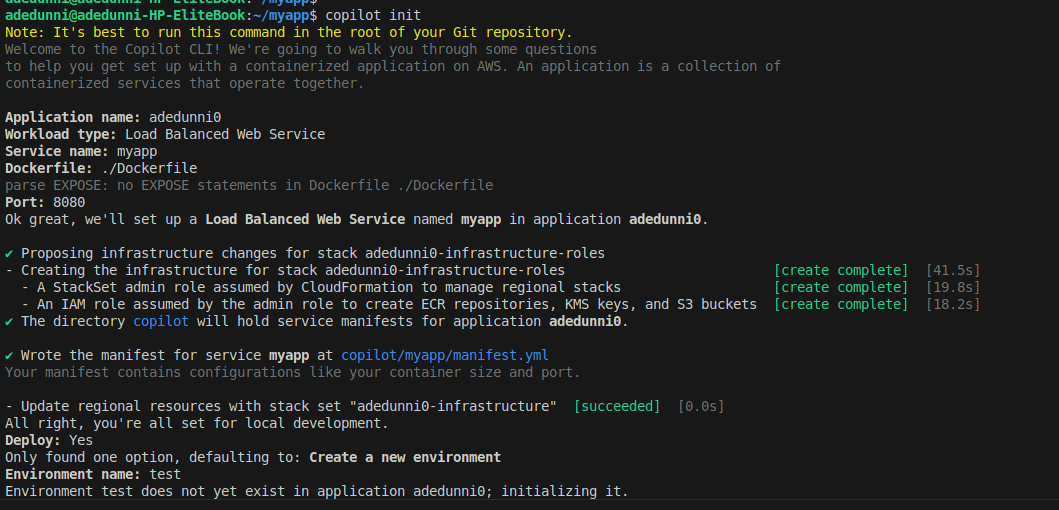 adedunni@adedunni-HP-EliteBook:~/myapp$
adedunni@adedunni-HP-EliteBook:~/myapp$ copilot init
Note: It's best to run this command in the root of your Git repository.
Welcome to the Copilot CLI! We're going to walk you through some questions
to help you get set up with a containerized application on AWS. An application is a collection of
containerized services that operate together.
Application name: adedunni0
Workload type: Load Balanced Web Service
Service name: myapp
Dockerfile: ./Dockerfile
parse EXPOSE: no EXPOSE statements in Dockerfile ./Dockerfile
Port: 8080
Ok great, we'll set up a Load Balanced Web Service named myapp in application adedunni0.
✔ Proposing infrastructure changes for stack adedunni0-infrastructure-roles
- Creating the infrastructure for stack adedunni0-infrastructure-roles [create complete] [41.5s]
- A StackSet admin role assumed by CloudFormation to manage regional stacks [create complete] [19.8s]
- An IAM role assumed by the admin role to create ECR repositories, KMS keys, and S3 buckets [create complete] [18.2s]
✔ The directory copilot will hold service manifests for application adedunni0.
✔ Wrote the manifest for service myapp at copilot/myapp/manifest.yml
Your manifest contains configurations like your container size and port.
- Update regional resources with stack set "adedunni0-infrastructure" [succeeded] [0.0s]
All right, you're all set for local development.
Deploy: Yes
Only found one option, defaulting to: Create a new environment
Environment name: test
Environment test does not yet exist in application adedunni0; initializing it.